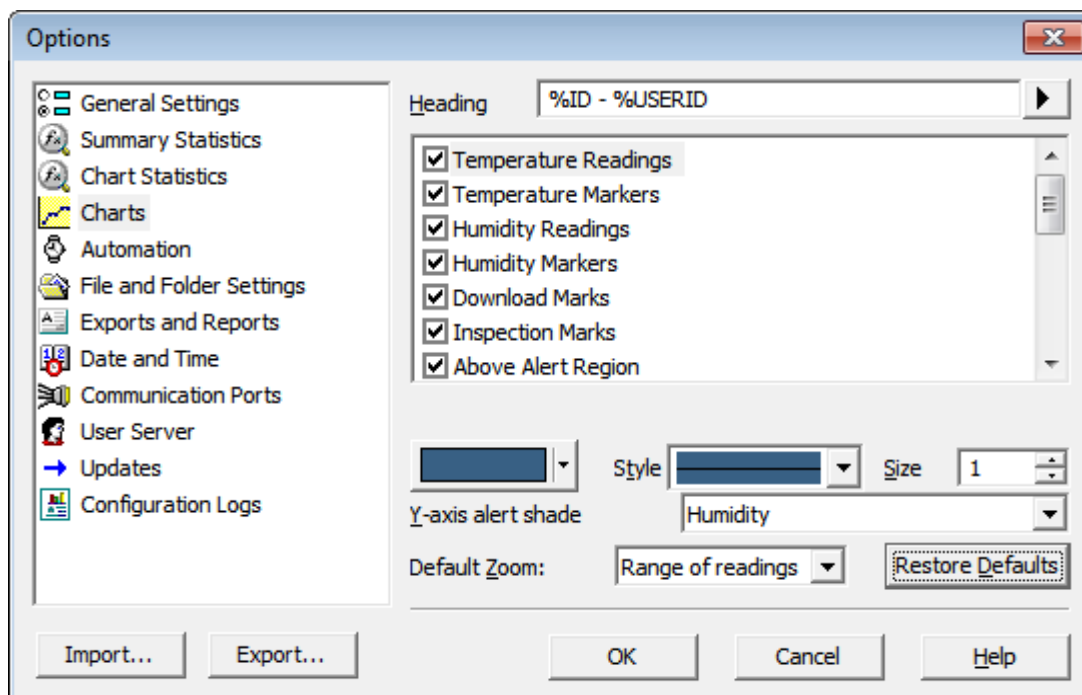 Options
General Settings
Summary Statistics
Chart Statistics
Charts
Automation
File and Folder Settings
Exports and Reports
Date and Time
Communication Ports
User Server
Updates
Configuration Logs
Import...
Export...
Heading %ID - %USERID
Temperature Readings
Temperature Markers
Humidity Readings
Humidity Markers
Download Marks
Inspection Marks
Above Alert Region
Style Size 1
Y-axis alert shade Humidity
Default Zoom: Range of readings Restore Defaults
OK Cancel Help